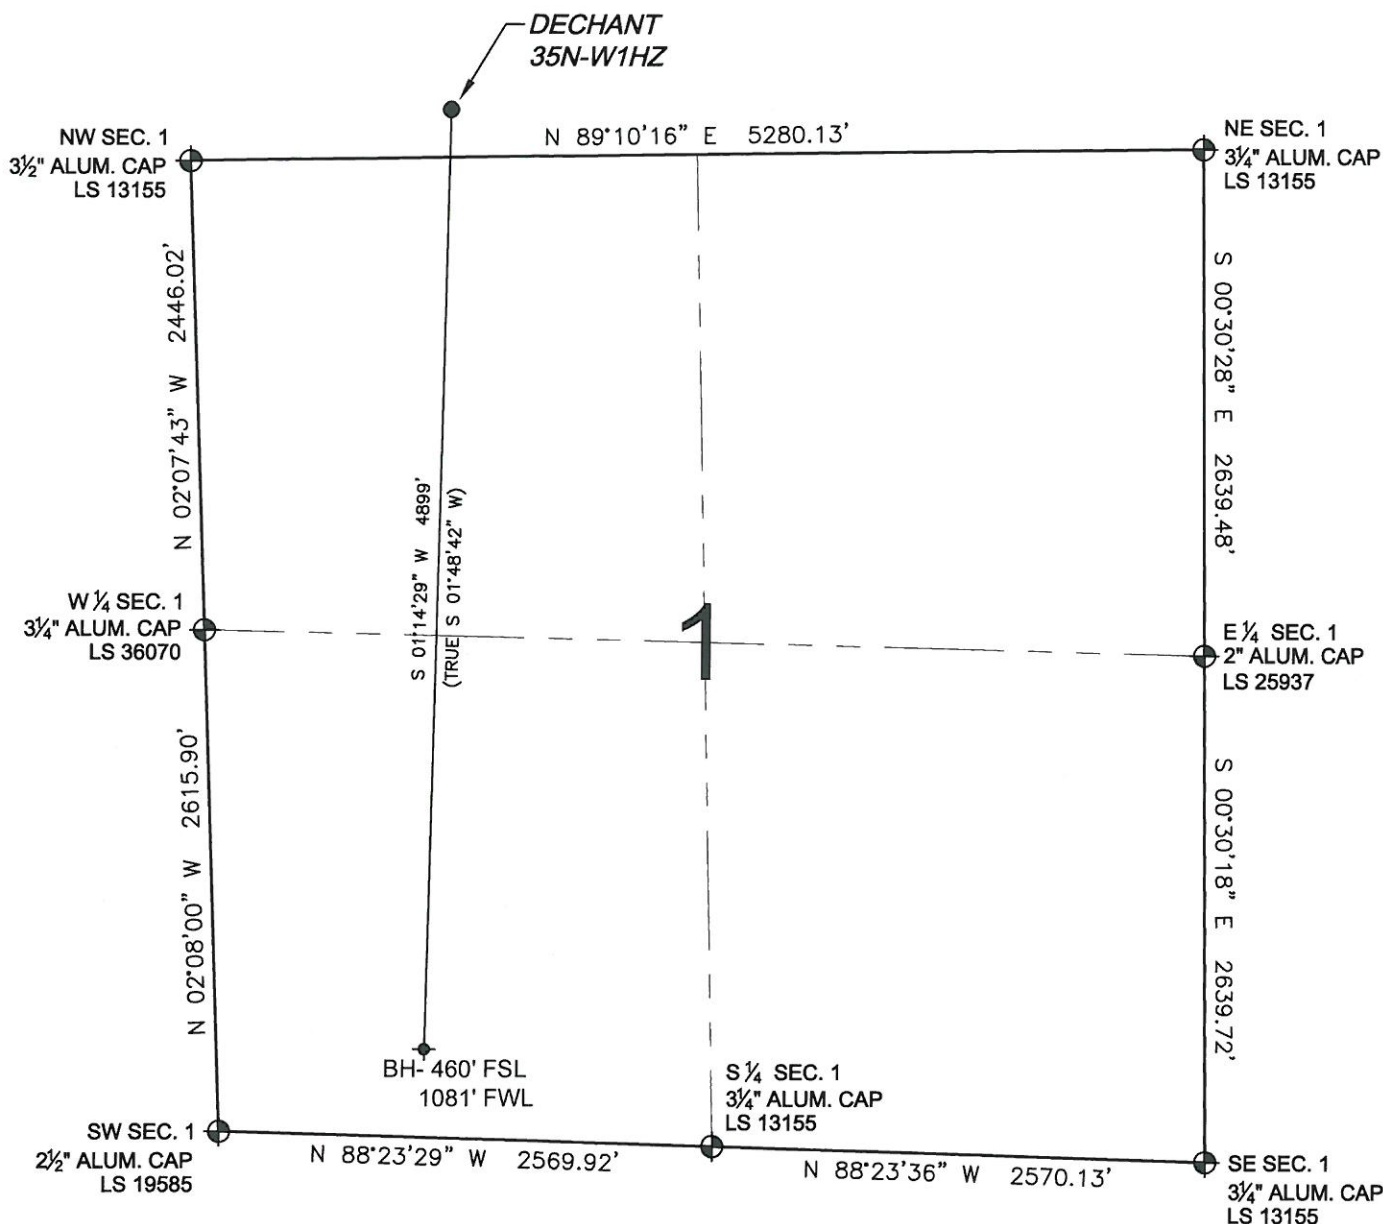 DECHANT
35N-W1HZ
NW SEC. 1
3½" ALUM. CAP
LS 13155
N 89°10'16" E 5280.13'
NE SEC. 1
3¼" ALUM. CAP
LS 13155
N 02°07'43" W 2446.02'
S 00°30'28" E 2639.48'
S 01°14'29" W 4899'
(TRUE S 01°48'42" W)
W ¼ SEC. 1
3¼" ALUM. CAP
LS 36070
1
E ¼ SEC. 1
2" ALUM. CAP
LS 25937
N 02°08'00" W 2615.90'
S 00°30'18" E 2639.72'
BH- 460' FSL
1081' FWL
S ¼ SEC. 1
3¼" ALUM. CAP
LS 13155
SW SEC. 1
2½" ALUM. CAP
LS 19585
N 88°23'29" W 2569.92'
N 88°23'36" W 2570.13'
SE SEC. 1
3¼" ALUM. CAP
LS 13155